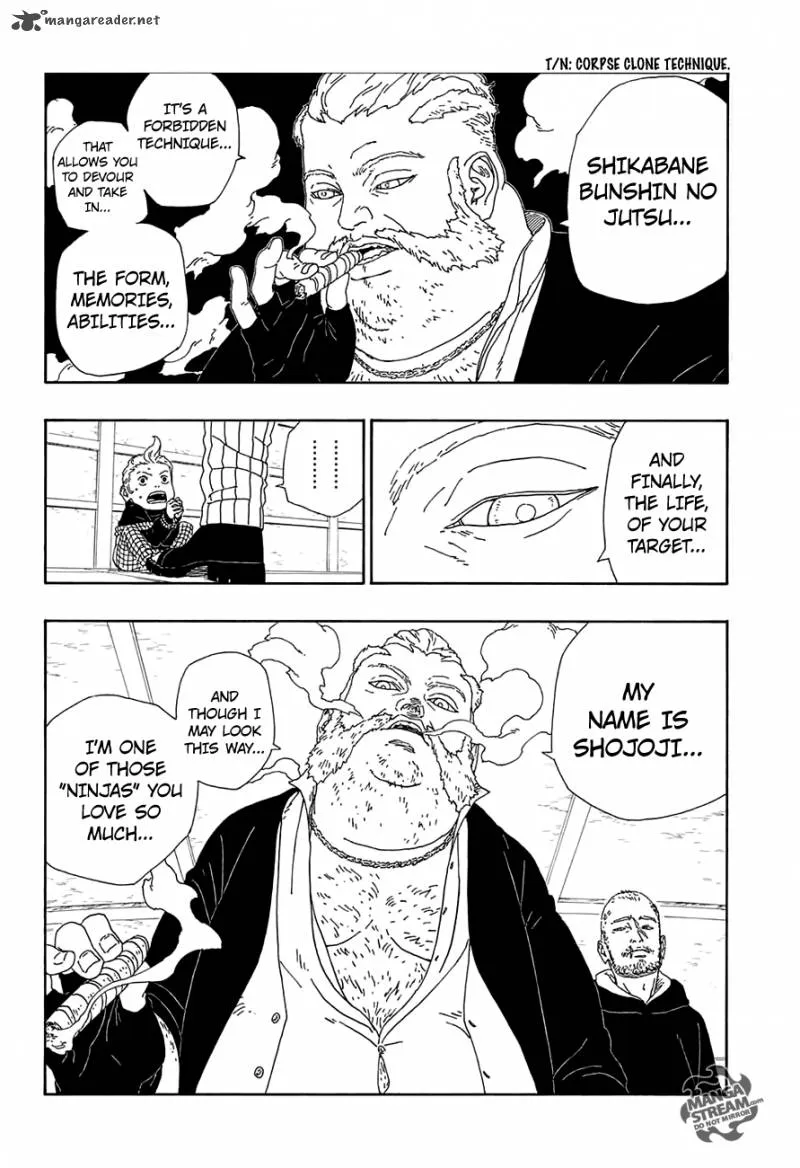 mangareader.net
T/N: CORPSE CLONE TECHNIQUE.
SHIKABANE
BUNSHIN NO
JUTSU...
IT'S A
FORBIDDEN
TECHNIQUE...
THAT
ALLOWS YOU
TO DEVOUR
AND TAKE
IN...
THE FORM,
MEMORIES,
ABILITIES...
AND
FINALLY,
THE LIFE,
OF YOUR
TARGET...
........
MY
NAME IS
SHOJOJI...
AND
THOUGH I
MAY LOOK
THIS WAY...
I'M ONE
OF THOSE
"NINJAS" YOU
LOVE SO
MUCH...
MANGA
STREAM.com
DO NOT MIRROR